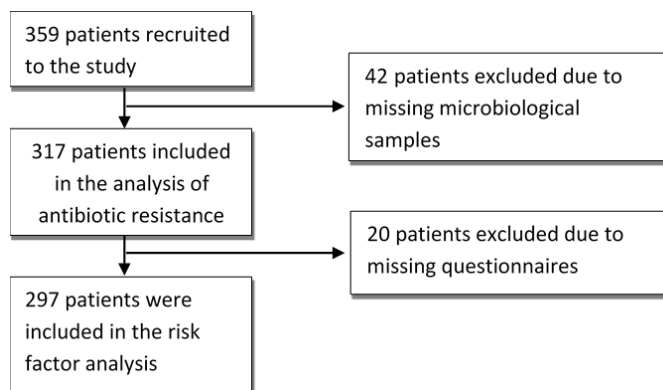 359 patients recruited
to the study
42 patients excluded due to
missing microbiological
samples
317 patients included
in the analysis of
antibiotic resistance
20 patients excluded due to
missing questionnaires
297 patients were
included in the risk
factor analysis